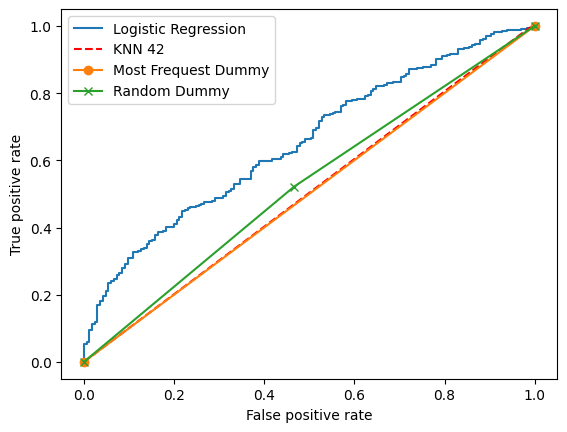 Logistic Regression
KNN 42
Most Frequest Dummy
Random Dummy
1.0
0.8
0.6
0.4
0.2
0.0
True positive rate
0.0 0.2 0.4 0.6 0.8 1.0
False positive rate